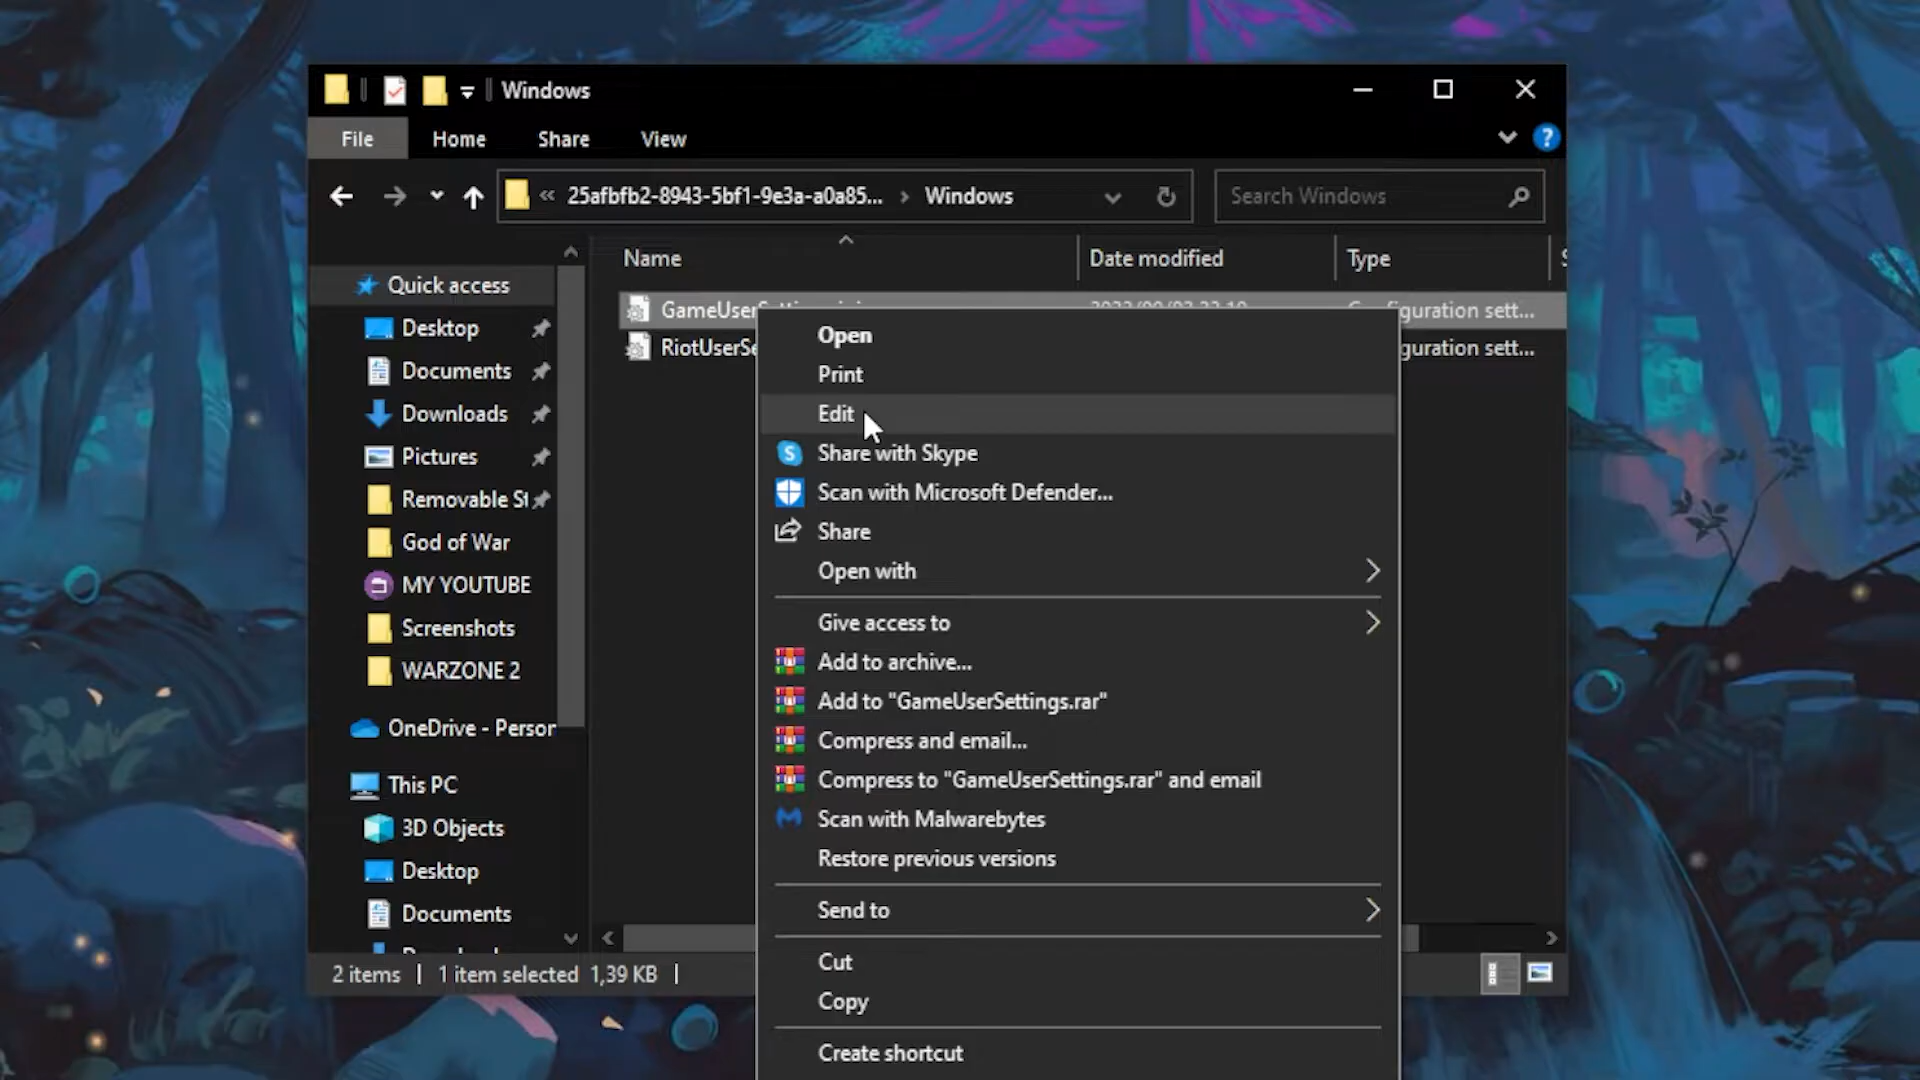 Windows
File Home Share View
« 25afbfb2-8943-5bf1-9e3a-a0a85... › Windows
Search Windows
Name Date modified Type
Quick access
Desktop
Documents
Downloads
Pictures
Removable St
God of War
MY YOUTUBE
Screenshots
WARZONE 2
OneDrive - Person
This PC
3D Objects
Desktop
Documents
GameUser
guration sett...
RiotUserSe
guration sett...
Open
Print
Edit
Share with Skype
Scan with Microsoft Defender...
Share
Open with
Give access to
Add to archive...
Add to "GameUserSettings.rar"
Compress and email...
Compress to "GameUserSettings.rar" and email
Scan with Malwarebytes
Restore previous versions
Send to
Cut
Copy
Create shortcut
2 items | 1 item selected 1,39 KB |